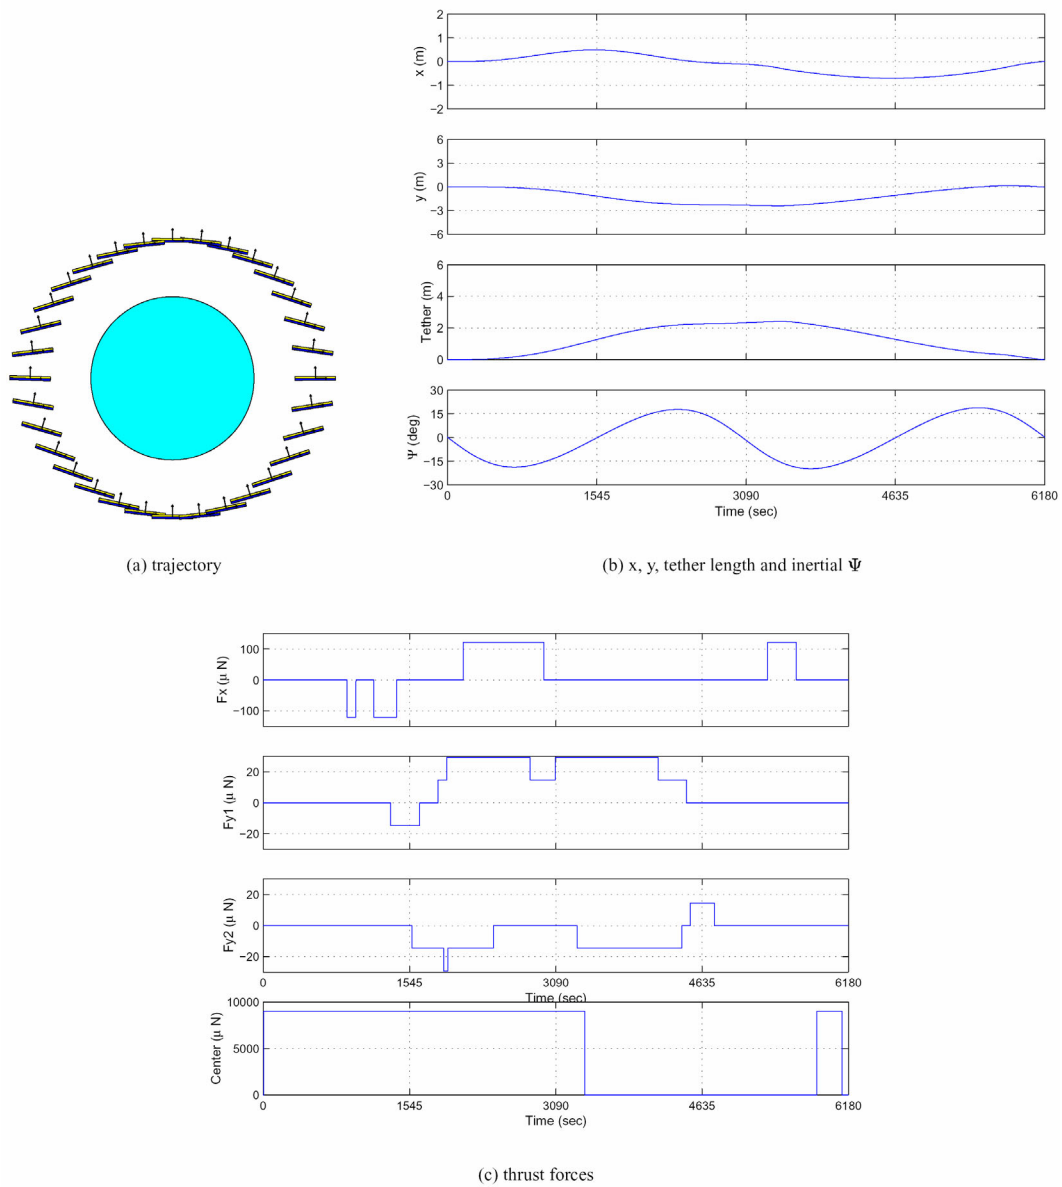 2
1
0
−1
−2
x (m)
6
3
0
−3
−6
y (m)
6
4
2
0
Tether (m)
30
15
0
−15
−30
Ψ (deg)
0 1545 3090 4635 6180
Time (sec)
(a) trajectory
(b) x, y, tether length and inertial Ψ
100
0
−100
Fx (μ N)
20
0
−20
Fy1 (μ N)
20
0
−20
Fy2 (μ N)
0 1545 3090 4635 6180
Time (sec)
10000
5000
0
Center (μ N)
0 1545 3090 4635 6180
Time (sec)
(c) thrust forces